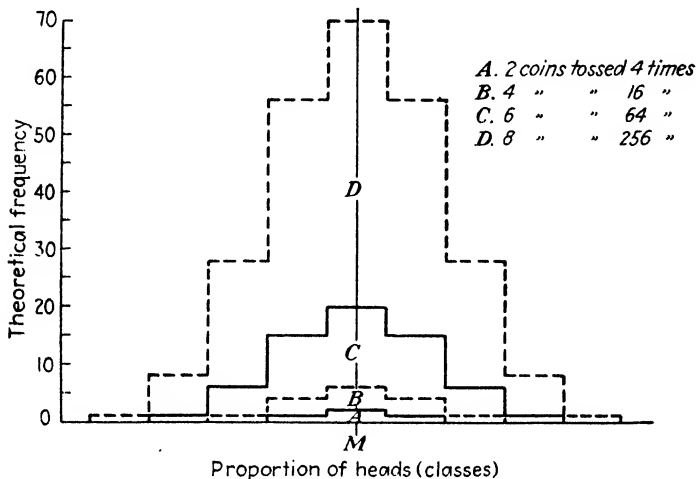 70
60
50
40
30
20
10
0
Theoretical frequency
A. 2 coins tossed 4 times
B. 4 " " 16 "
C. 6 " " 64 "
D. 8 " " 256 "
D
C
B
A
M
Proportion of heads (classes)